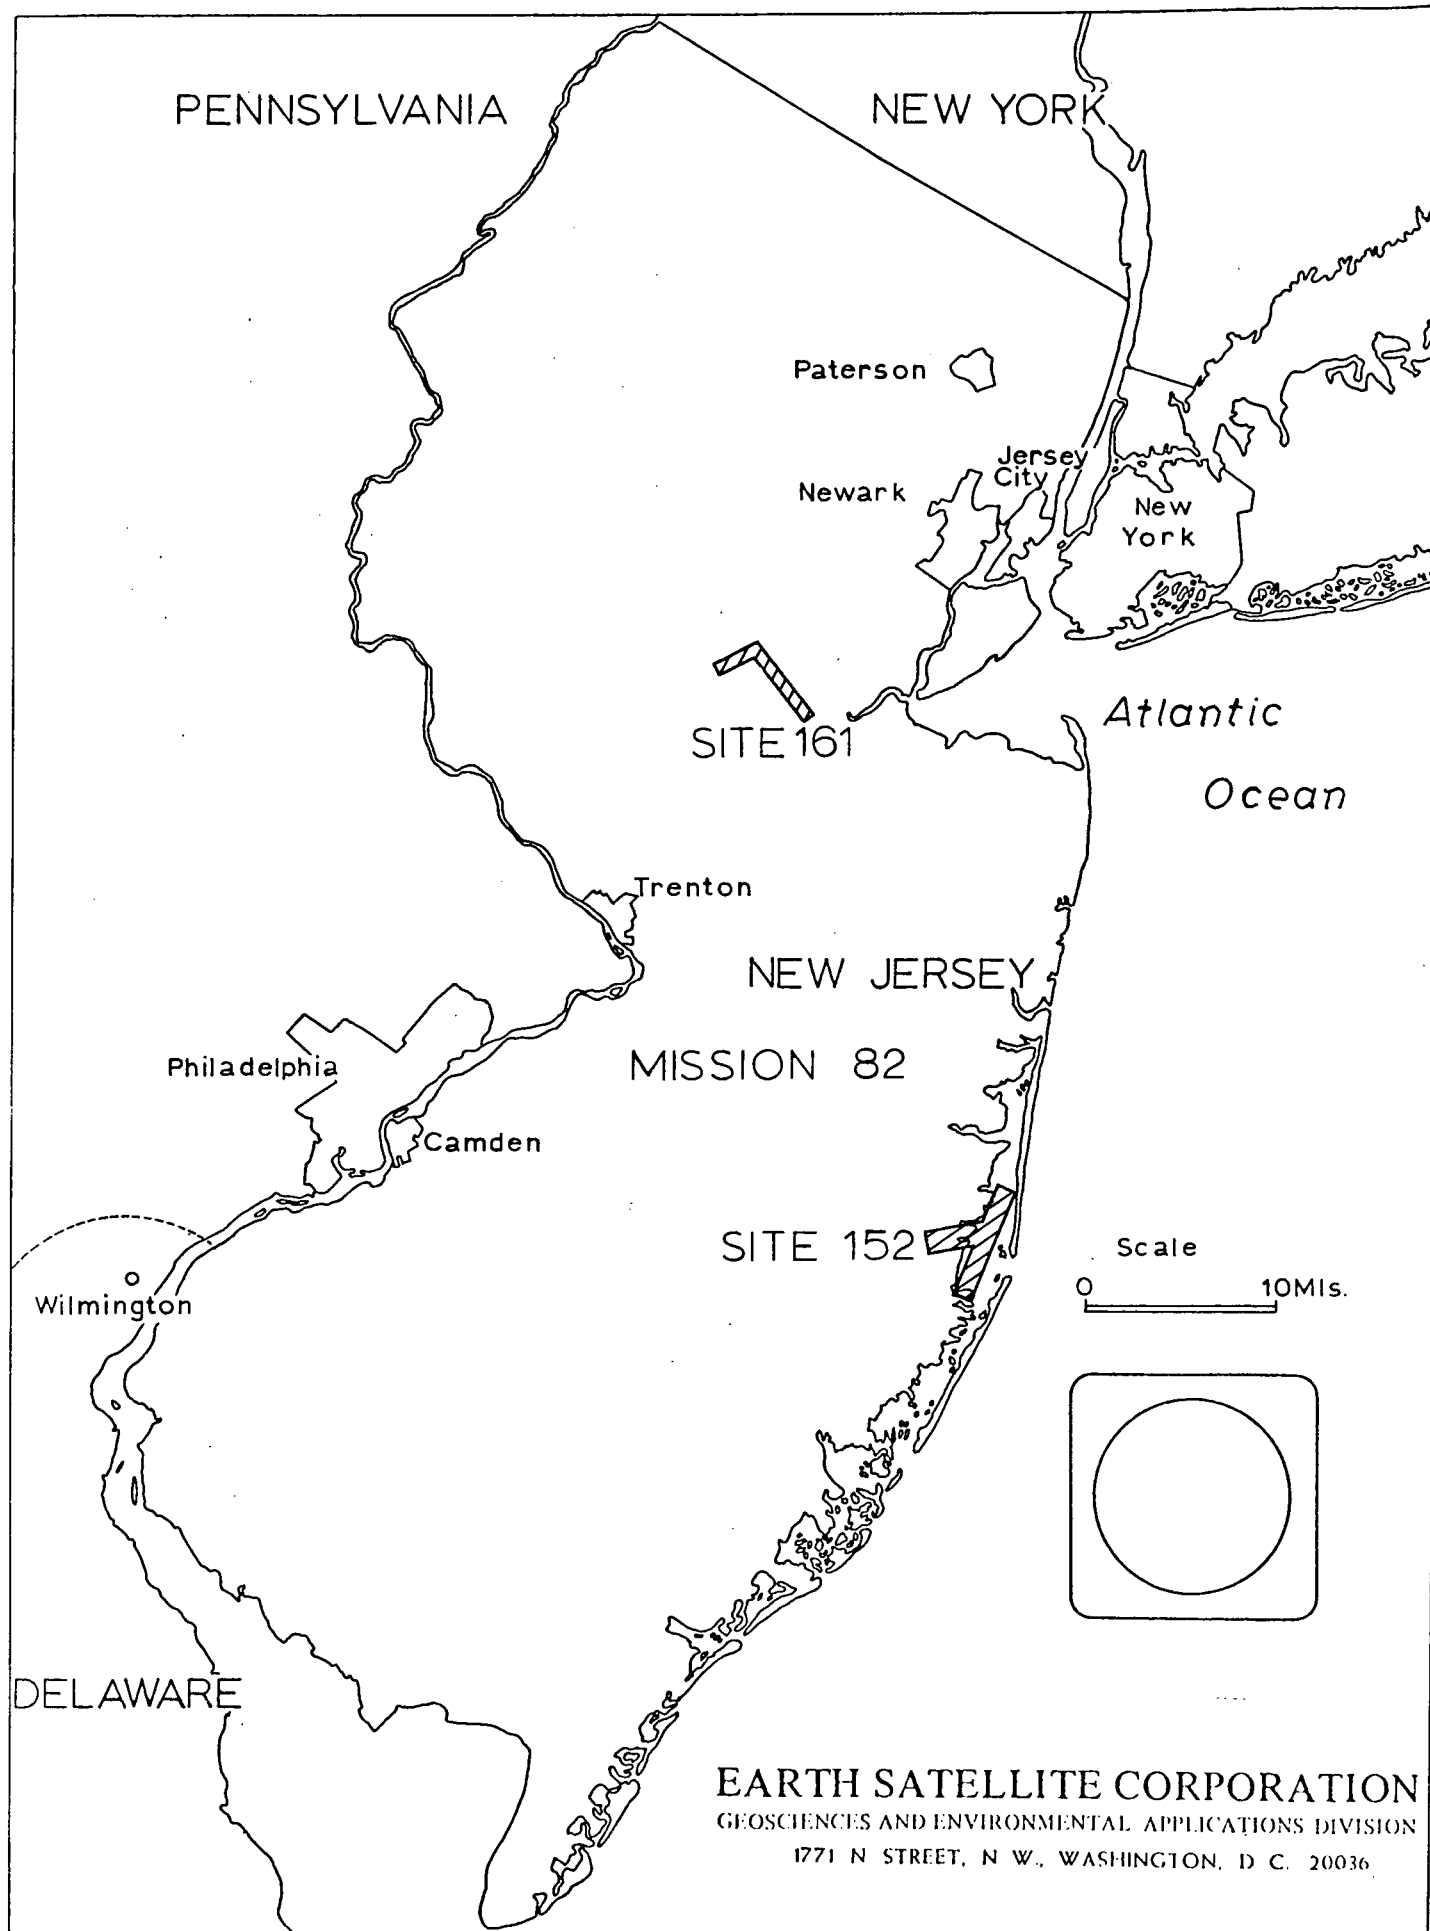 PENNSYLVANIA
NEW YORK
Paterson
Jersey
City
Newark
New
York
Atlantic
SITE 161
Ocean
Trenton
NEW JERSEY
Philadelphia
MISSION 82
Camden
SITE 152
Scale
0 10Mls.
Wilmington
DELAWARE
EARTH SATELLITE CORPORATION
GEOSCIENCES AND ENVIRONMENTAL APPLICATIONS DIVISION
1771 N STREET, N W., WASHINGTON, D C. 20036